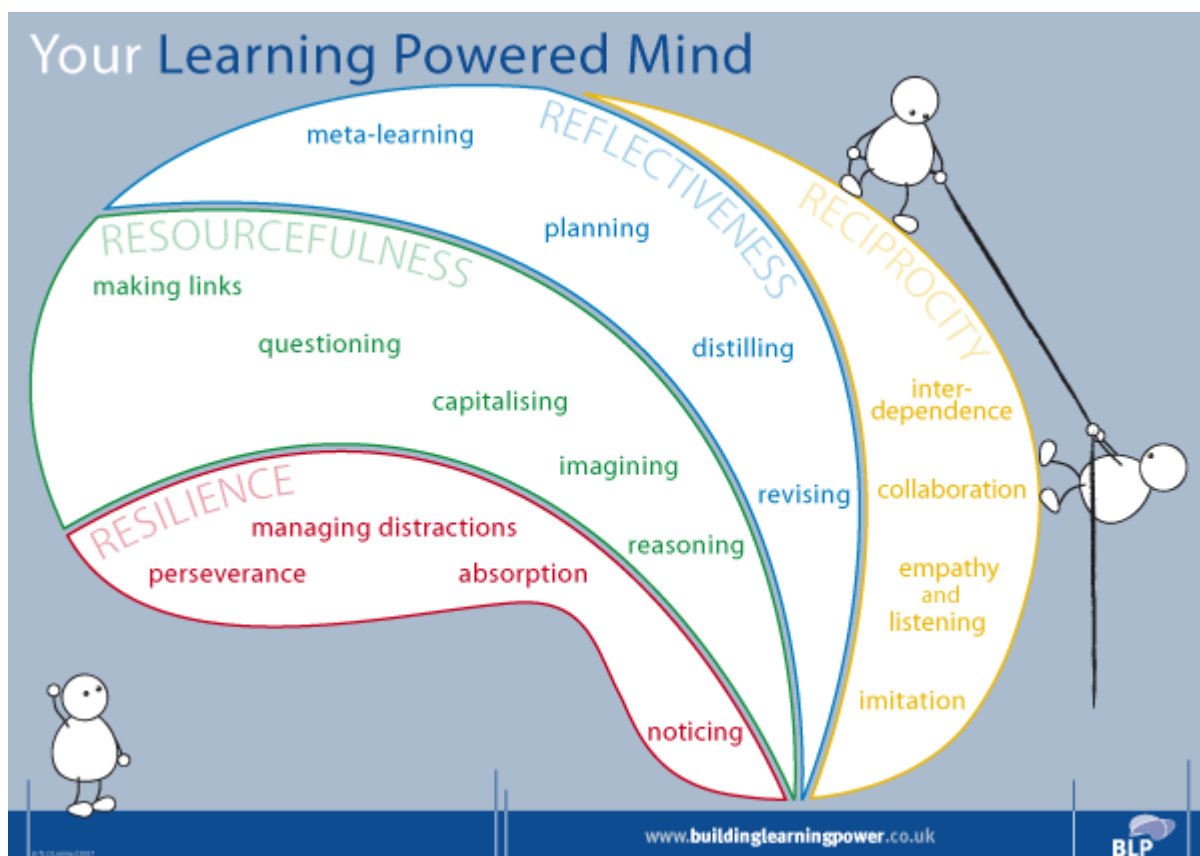 Your Learning Powered Mind
REFLECTIVENESS
meta-learning
planning
distilling
revising
RESOURCEFULNESS
making links
questioning
capitalising
imagining
reasoning
RESILIENCE
managing distractions
perseverance
absorption
noticing
RECIPROCITY
inter-
dependence
collaboration
empathy
and
listening
imitation
www.buildinglearningpower.co.uk
BLP